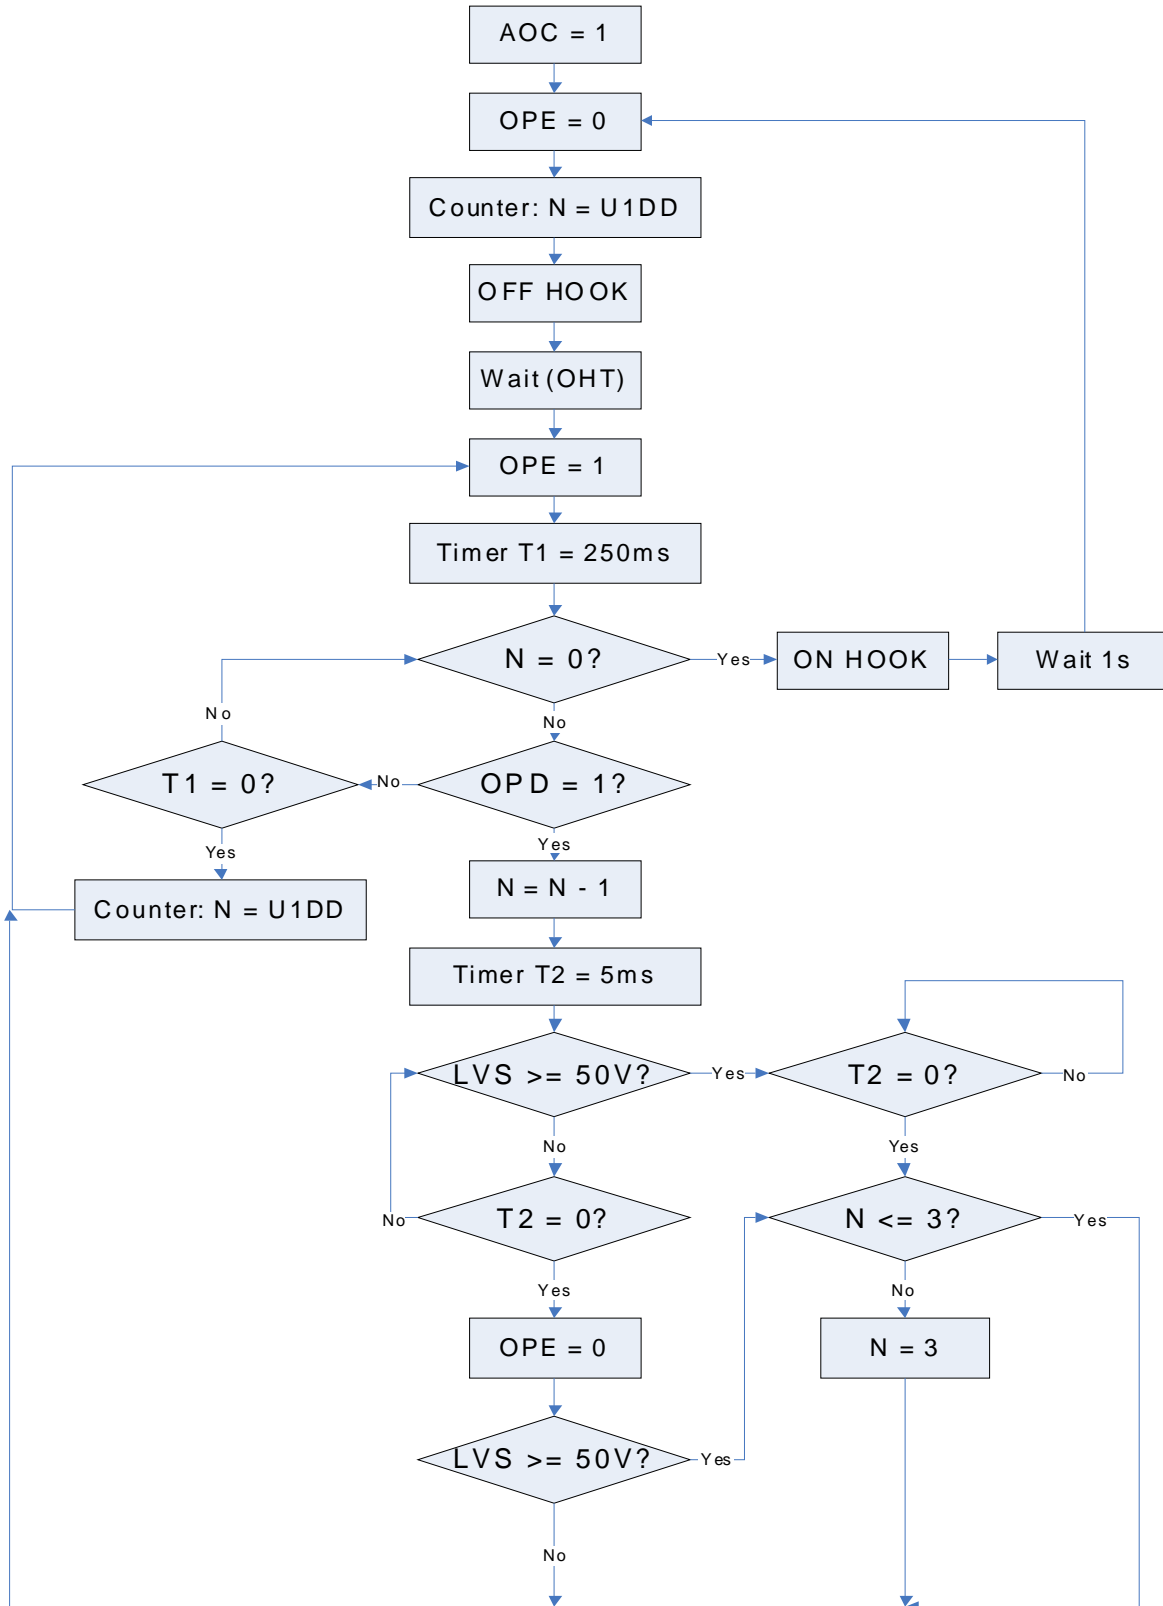 AOC = 1
OPE = 0
Counter: N = U1DD
OFF HOOK
Wait (OHT)
OPE = 1
Timer T1 = 250ms
N = 0?
Yes
ON HOOK
Wait 1s
No
No
T1 = 0?
No
OPD = 1?
Yes
Yes
Counter: N = U1DD
N = N - 1
Timer T2 = 5ms
LVS >= 50V?
Yes
T2 = 0?
No
No
Yes
No
T2 = 0?
N <= 3?
Yes
Yes
No
OPE = 0
N = 3
LVS >= 50V?
Yes
No